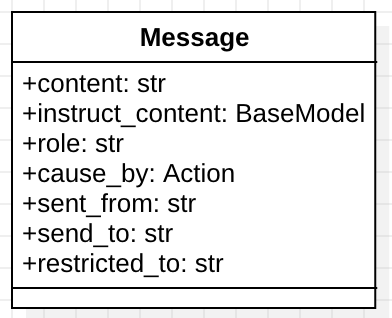 Message
+content: str
+instruct_content: BaseModel
+role: str
+cause_by: Action
+sent_from: str
+send_to: str
+restricted_to: str